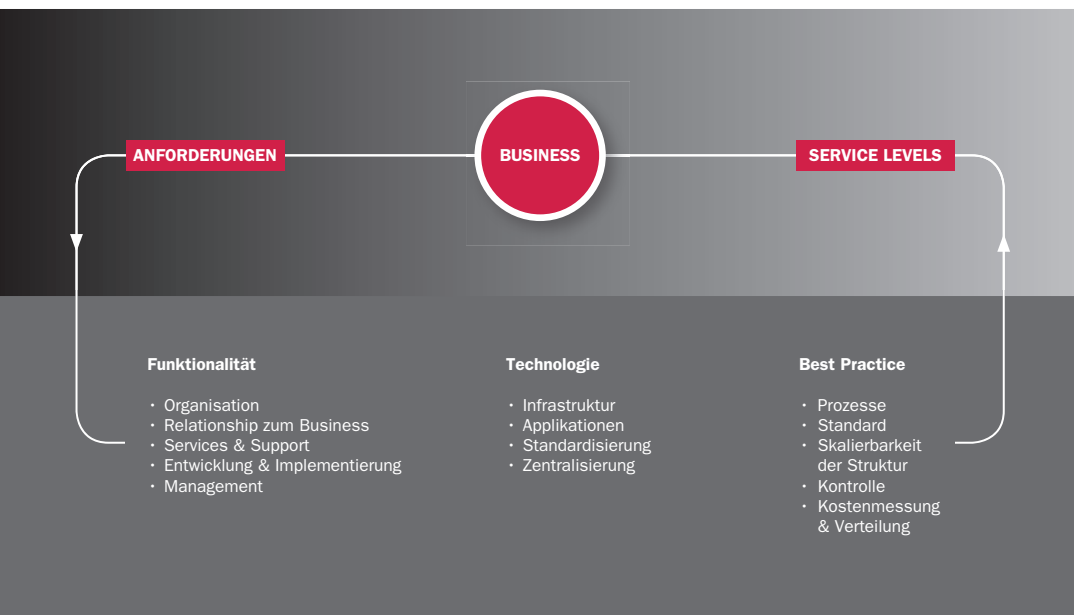 ANFORDERUNGEN
BUSINESS
SERVICE LEVELS
Funktionalität
· Organisation
· Relationship zum Business
· Services & Support
· Entwicklung & Implementierung
· Management
Technologie
· Infrastruktur
· Applikationen
· Standardisierung
· Zentralisierung
Best Practice
· Prozesse
· Standard
· Skalierbarkeit
der Struktur
· Kontrolle
· Kostenmessung
& Verteilung